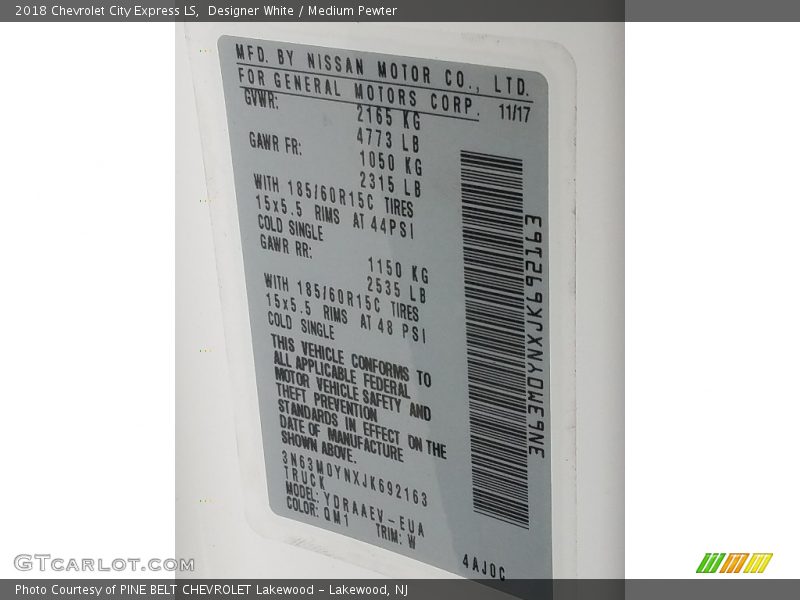 2018 Chevrolet City Express LS, Designer White / Medium Pewter
MFD. BY NISSAN MOTOR CO., LTD.
FOR GENERAL MOTORS CORP. 11/17
GVWR: 2165 KG
4773 LB
GAWR FR: 1050 KG
2315 LB
WITH 185/60R15C TIRES
15x5.5 RIMS AT 44PSI
COLD SINGLE
GAWR RR: 1150 KG
2535 LB
WITH 185/60R15C TIRES
15x5.5 RIMS AT 48 PSI
COLD SINGLE
THIS VEHICLE CONFORMS TO
ALL APPLICABLE FEDERAL
MOTOR VEHICLE SAFETY AND
THEFT PREVENTION
STANDARDS IN EFFECT ON THE
DATE OF MANUFACTURE
SHOWN ABOVE.
3N63M0YNXJK692163
TRUCK
MODEL: YDRAAEV-EUA
COLOR: QM1 TRIM: W
4AJ0C
3N63M0YNXJK692163
GTcarlot.com
Photo Courtesy of PINE BELT CHEVROLET Lakewood - Lakewood, NJ